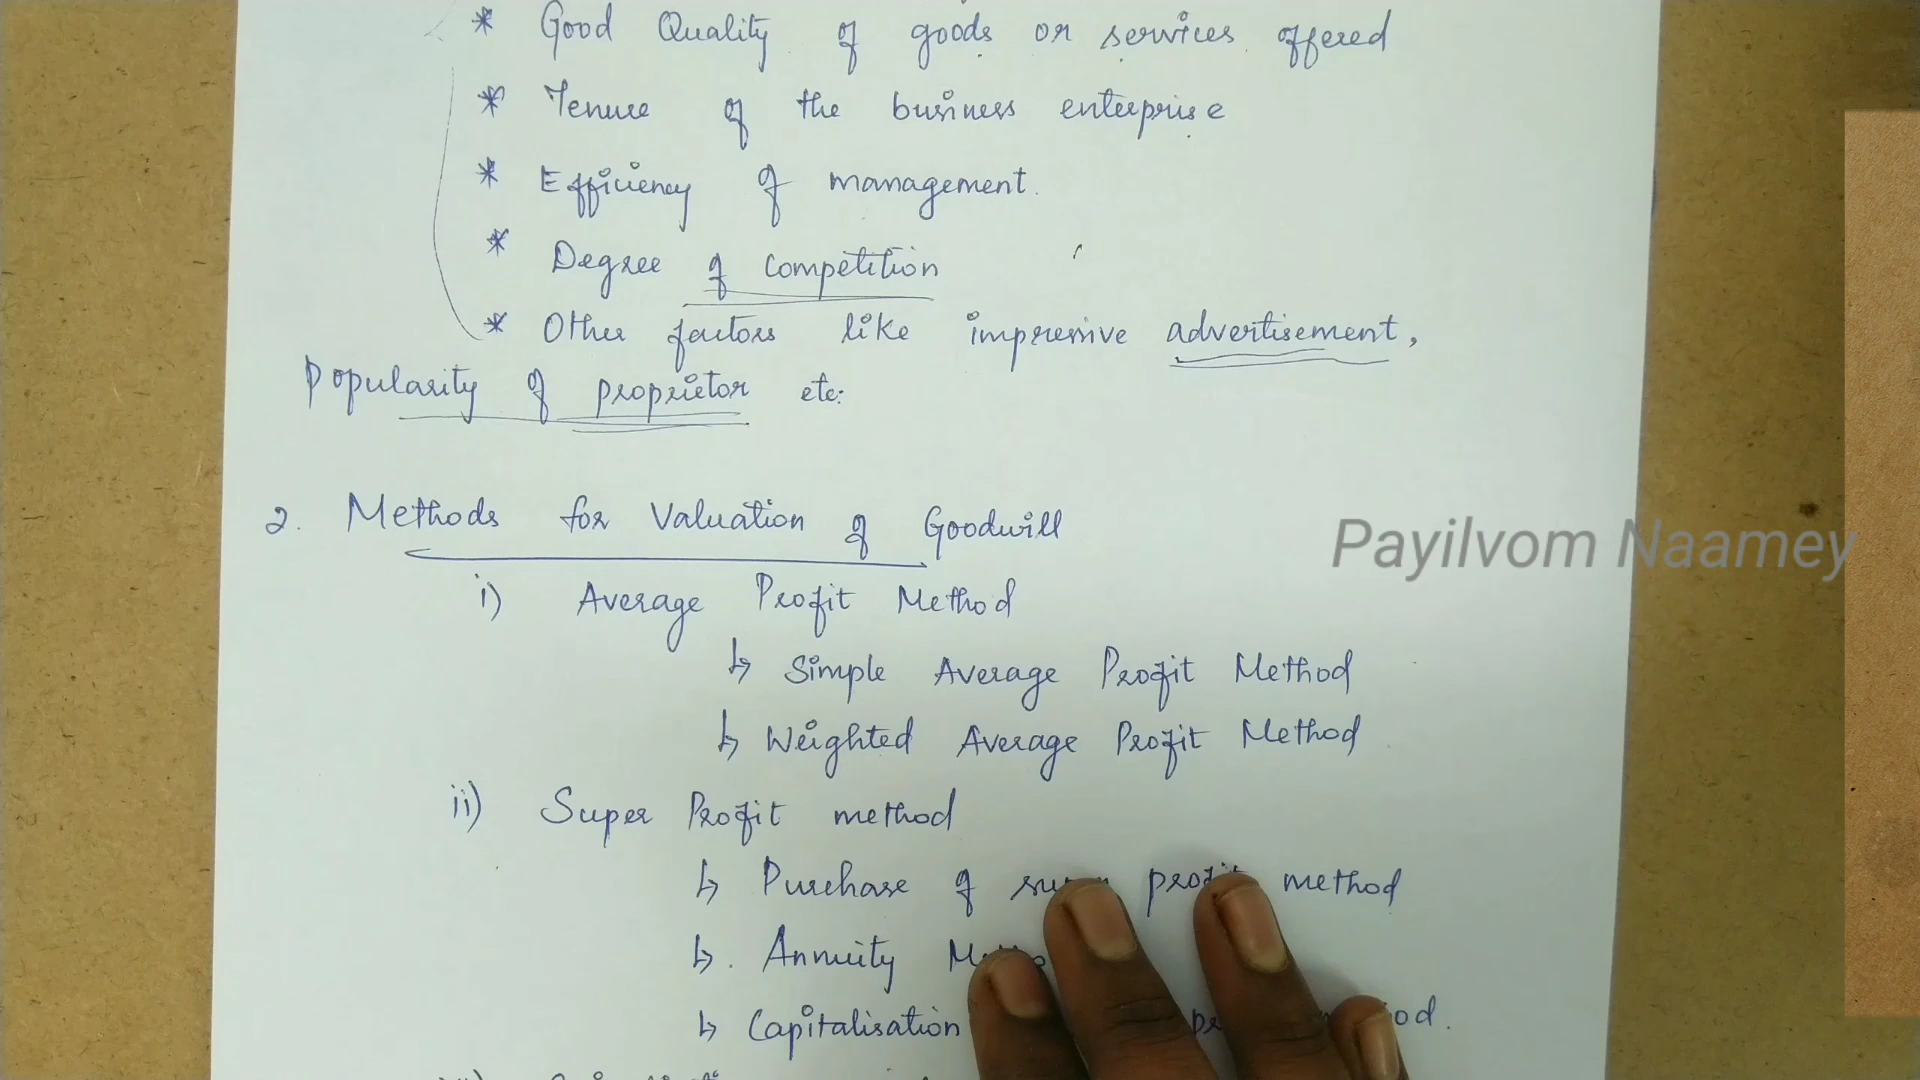 * Good Quality of goods or services offered
* Tenure of the business enterprise
* Efficiency of management.
* Degree of competition
* Other factors like impressive advertisement,
Popularity of proprietor etc:
2. Methods for Valuation of Goodwill
Payilvom Naamey
i) Average Profit Method
↳ Simple Average Profit Method
↳ Weighted Average Profit Method
ii) Super Profit method
↳ Purchase of super profit method
↳ Annuity
↳ Capitalisation